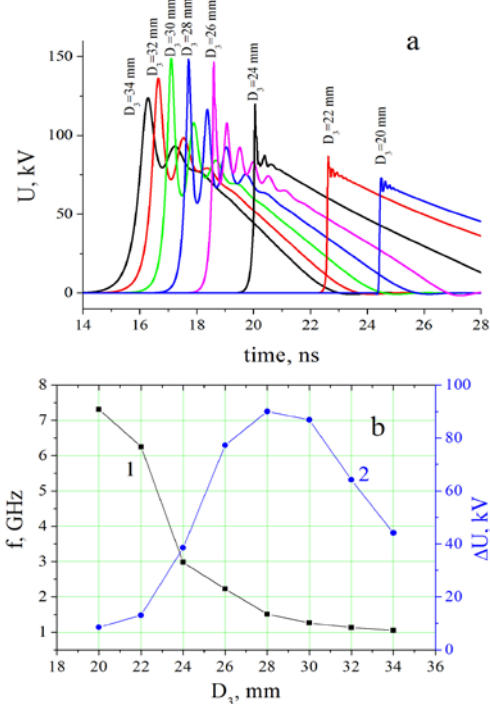 a
D₃=34 mm
D₃=32 mm
D₃=30 mm
D₃=28 mm
D₃=26 mm
D₃=24 mm
D₃=22 mm
D₃=20 mm
U, kV
150
100
50
0
14 16 18 20 22 24 26 28
time, ns
b
f, GHz
8
7
6
5
4
3
2
1
1
2
100
80
60
40
20
0
ΔU, kV
18 20 22 24 26 28 30 32 34 36
D₃, mm